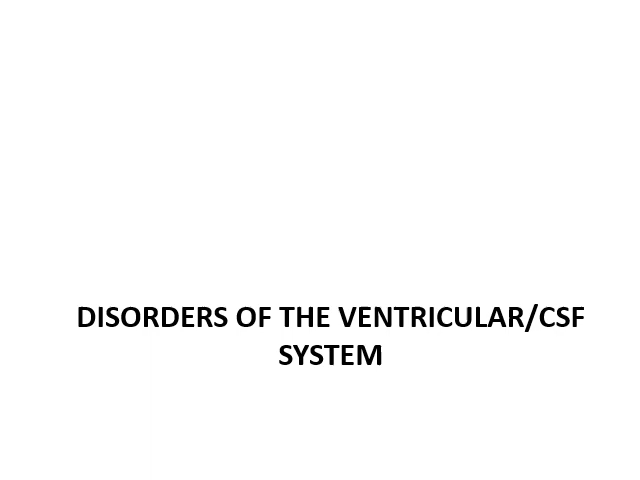 DISORDERS OF THE VENTRICULAR/CSF
SYSTEM